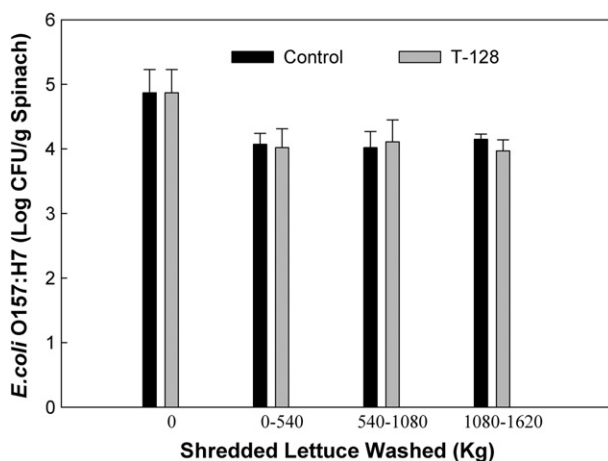 6
Control T-128
5
4
3
2
1
0
E.coli O157:H7 (Log CFU/g Spinach)
0 0-540 540-1080 1080-1620
Shredded Lettuce Washed (Kg)